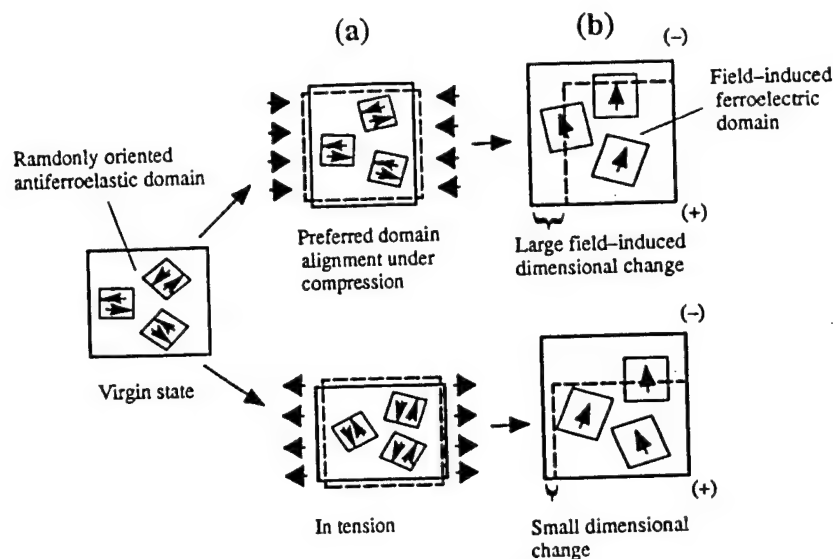 (a)
(b)
(–)
Field–induced
ferroelectric
domain
Ramdonly oriented
antiferroelastic domain
(+)
Preferred domain
alignment under
compression
Large field–induced
dimensional change
(–)
Virgin state
(+)
In tension
Small dimensional
change